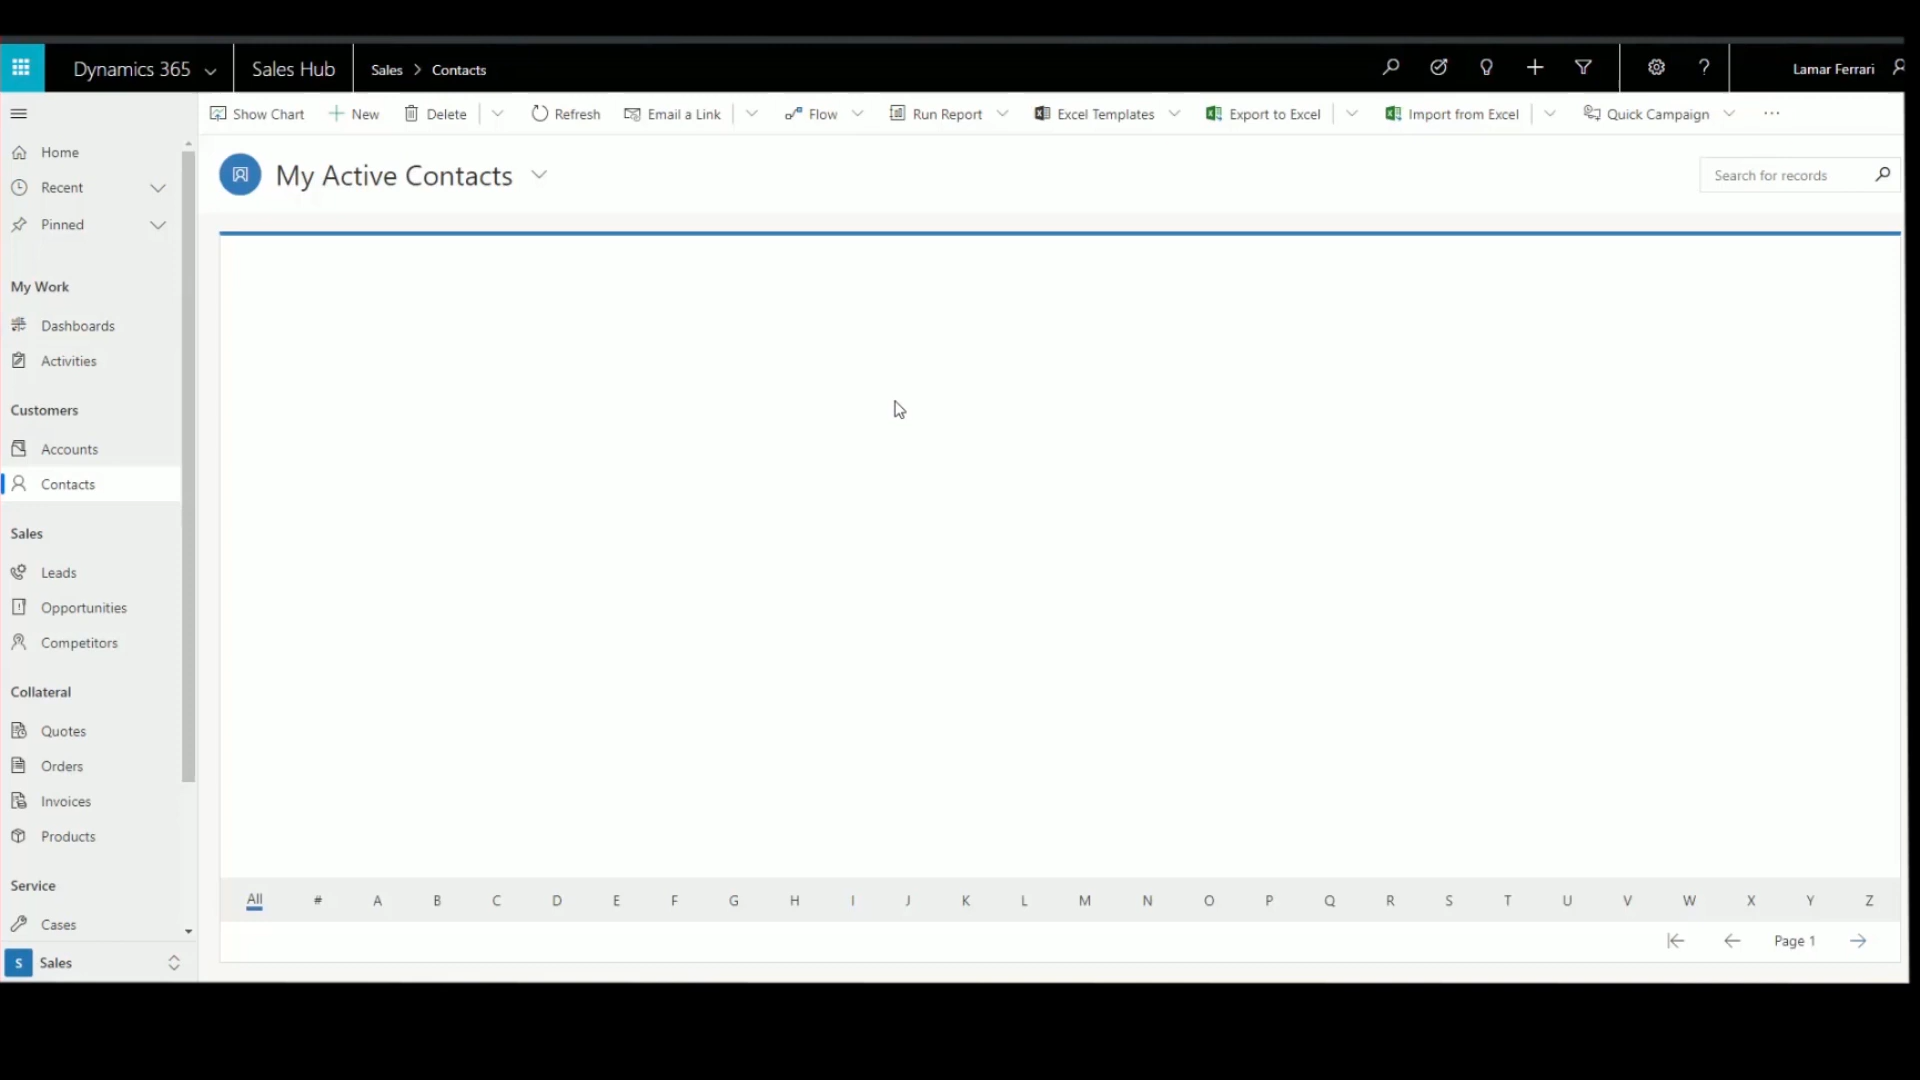 Dynamics 365
Sales Hub
Sales > Contacts
Lamar Ferrari
Show Chart
New
Delete
Refresh
Email a Link
Flow
Run Report
Excel Templates
Export to Excel
Import from Excel
Quick Campaign
Home
Recent
Pinned
My Work
Dashboards
Activities
Customers
Accounts
Contacts
Sales
Leads
Opportunities
Competitors
Collateral
Quotes
Orders
Invoices
Products
Service
Cases
S Sales
My Active Contacts
Search for records
All # A B C D E F G H I J K L M N O P Q R S T U V W X Y Z
Page 1